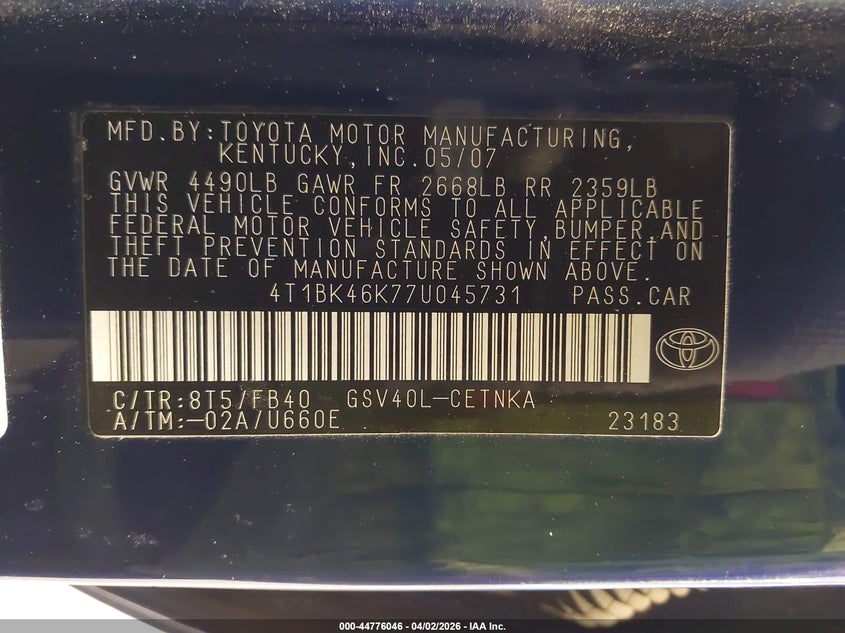 MFD.BY:TOYOTA MOTOR MANUFACTURING,
KENTUCKY,INC.05/07
GVWR 4490LB GAWR FR 2668LB RR 2359LB
THIS VEHICLE CONFORMS TO ALL APPLICABLE
FEDERAL MOTOR VEHICLE SAFETY,BUMPER,AND
THEFT PREVENTION STANDARDS IN EFFECT ON
THE DATE OF MANUFACTURE SHOWN ABOVE.
4T1BK46K77U045731 PASS.CAR
C/TR:8T5/FB40 GSV40L-CETNKA
A/TM:-02A/U660E 23183
000-44776046 - 04/02/2026 - IAA Inc.